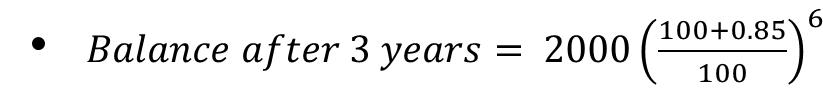 • Balance after 3 years = 2000 ((100+0.85)/100)^6